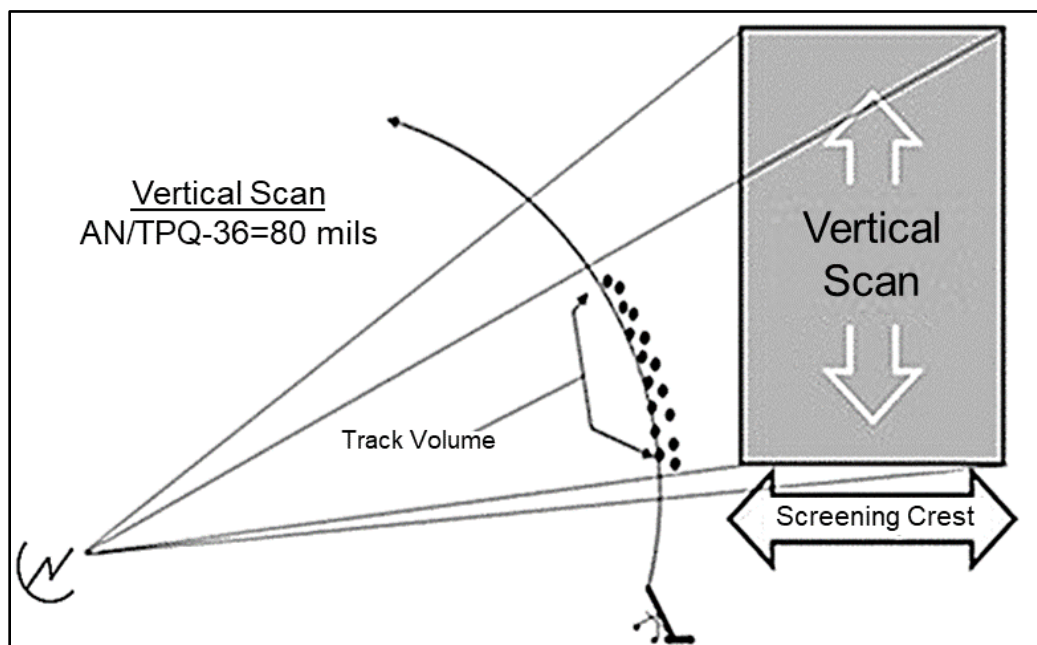 Vertical Scan
AN/TPQ-36=80 mils
Vertical
Scan
Track Volume
Screening Crest